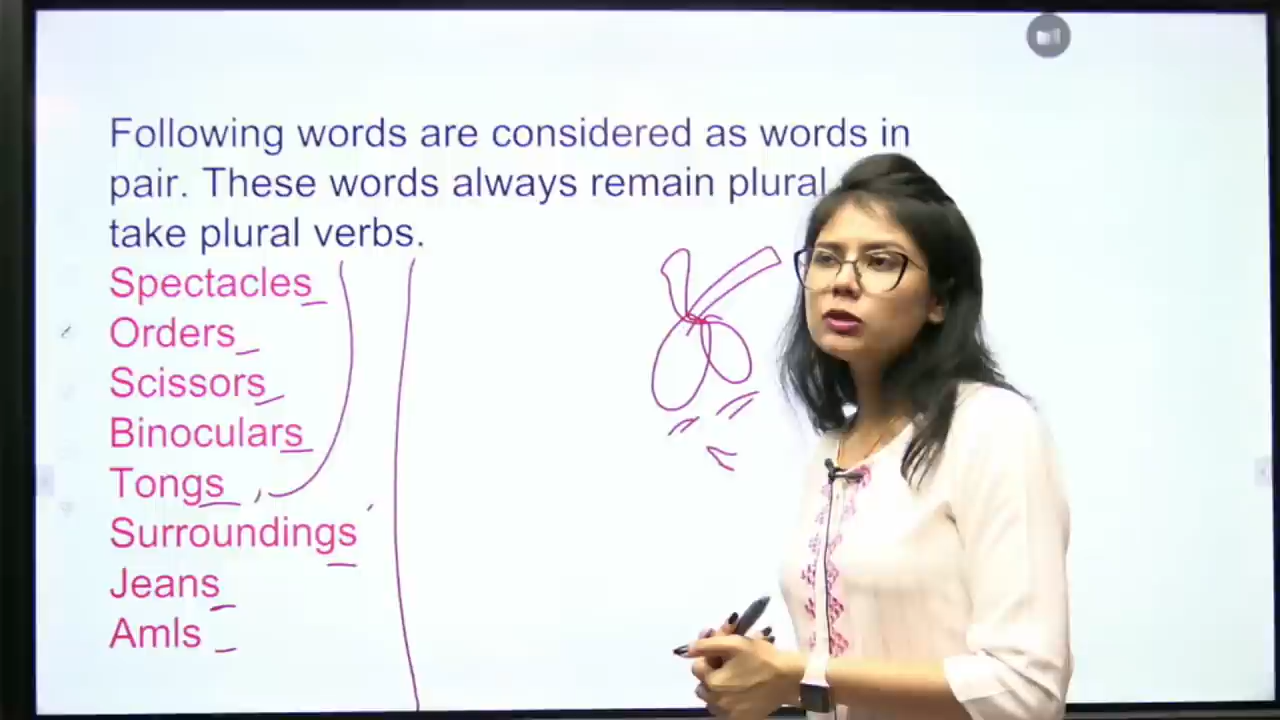 Following words are considered as words in
pair. These words always remain plural
take plural verbs.
Spectacles
Orders
Scissors
Binoculars
Tongs
Surroundings
Jeans
Amls